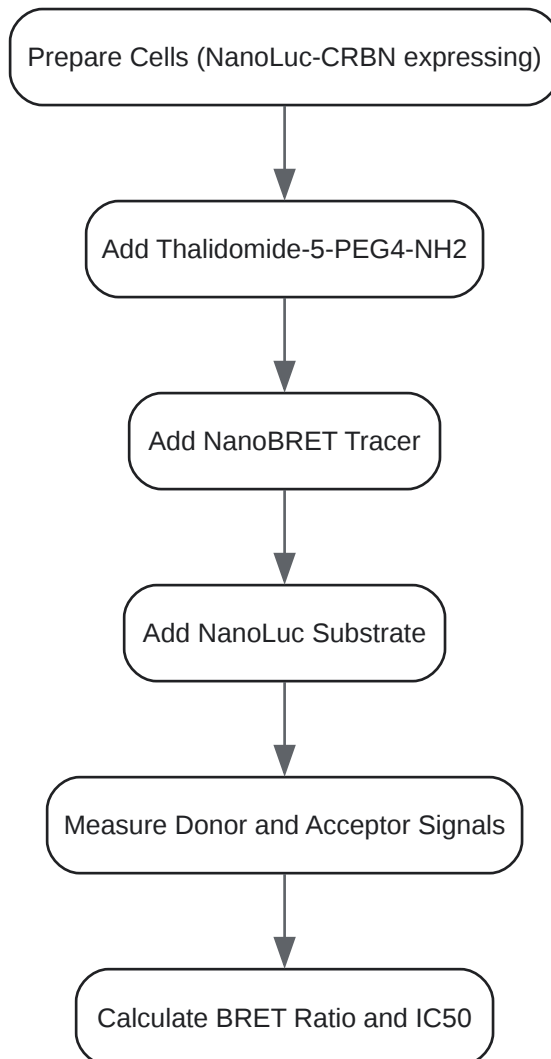 Prepare Cells (NanoLuc-CRBN expressing)
Add Thalidomide-5-PEG4-NH2
Add NanoBRET Tracer
Add NanoLuc Substrate
Measure Donor and Acceptor Signals
Calculate BRET Ratio and IC50